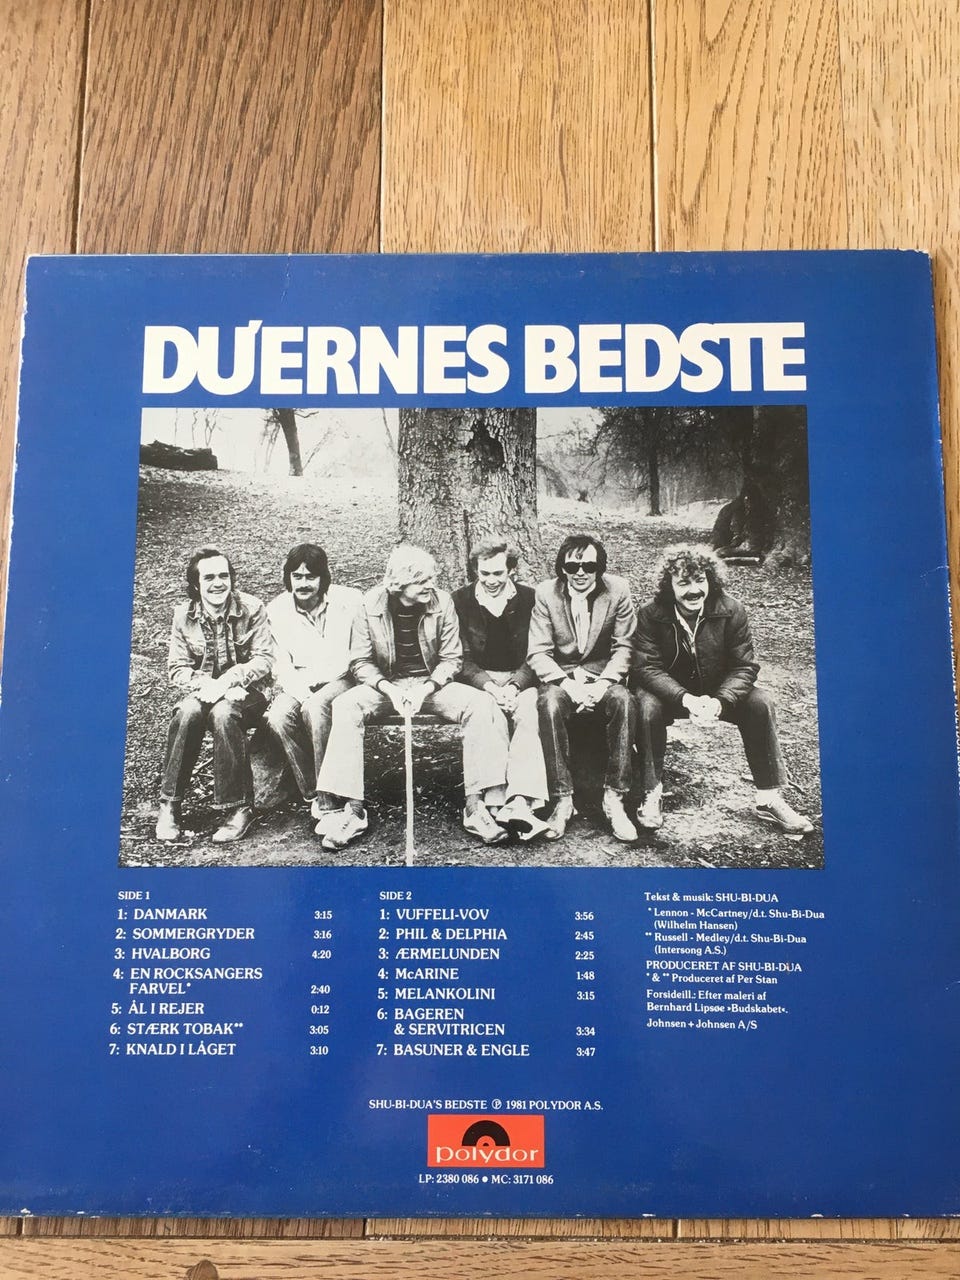 DU'ERNES BEDSTE
SIDE 1
1: DANMARK 3:15
2: SOMMERGRYDER 3:16
3: HVALBORG 4:20
4: EN ROCKSANGERS
FARVEL* 2:40
5: ÅL I REJER 0:12
6: STÆRK TOBAK** 3:05
7: KNALD I LÅGET 3:10
SIDE 2
1: VUFFELI-VOV 3:56
2: PHIL & DELPHIA 2:45
3: ÆRMELUNDEN 2:25
4: McARINE 1:48
5: MELANKOLINI 3:15
6: BAGEREN
& SERVITRICEN 3:34
7: BASUNER & ENGLE 3:47
Tekst & musik: SHU-BI-DUA
* Lennon - McCartney/d.t. Shu-Bi-Dua
(Wilhelm Hansen)
** Russell - Medley/d.t. Shu-Bi-Dua
(Intersong A.S.)
PRODUCERET AF SHU-BI-DUA
* & ** Produceret af Per Stan
Forsideill.: Efter maleri af
Bernhard Lipsøe »Budskabet«.
Johnsen + Johnsen A/S
SHU-BI-DUA'S BEDSTE ℗ 1981 POLYDOR A.S.
polydor
LP: 2380 086 ● MC: 3171 086